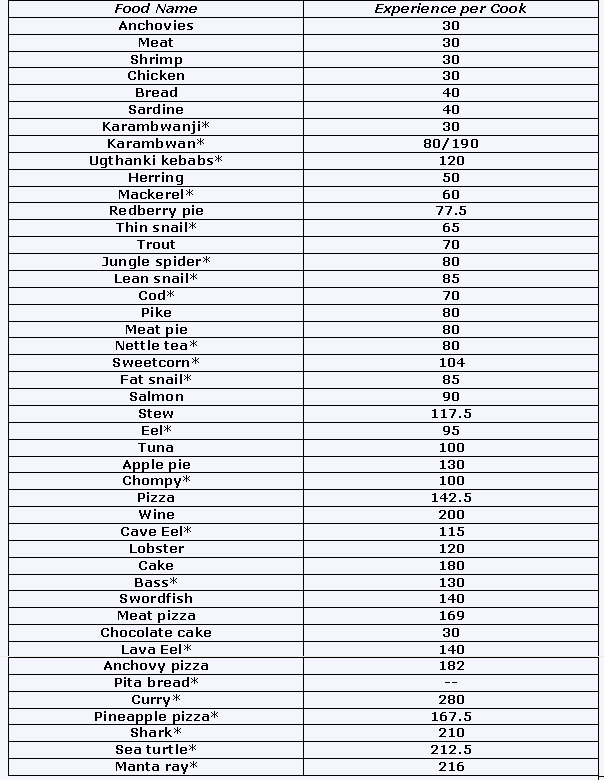 Food Name Experience per Cook
Anchovies 30
Meat 30
Shrimp 30
Chicken 30
Bread 40
Sardine 40
Karambwanji* 30
Karambwan* 80/190
Ugthanki kebabs* 120
Herring 50
Mackerel* 60
Redberry pie 77.5
Thin snail* 65
Trout 70
Jungle spider* 80
Lean snail* 85
Cod* 70
Pike 80
Meat pie 80
Nettle tea* 80
Sweetcorn* 104
Fat snail* 85
Salmon 90
Stew 117.5
Eel* 95
Tuna 100
Apple pie 130
Chompy* 100
Pizza 142.5
Wine 200
Cave Eel* 115
Lobster 120
Cake 180
Bass* 130
Swordfish 140
Meat pizza 169
Chocolate cake 30
Lava Eel* 140
Anchovy pizza 182
Pita bread* --
Curry* 280
Pineapple pizza* 167.5
Shark* 210
Sea turtle* 212.5
Manta ray* 216